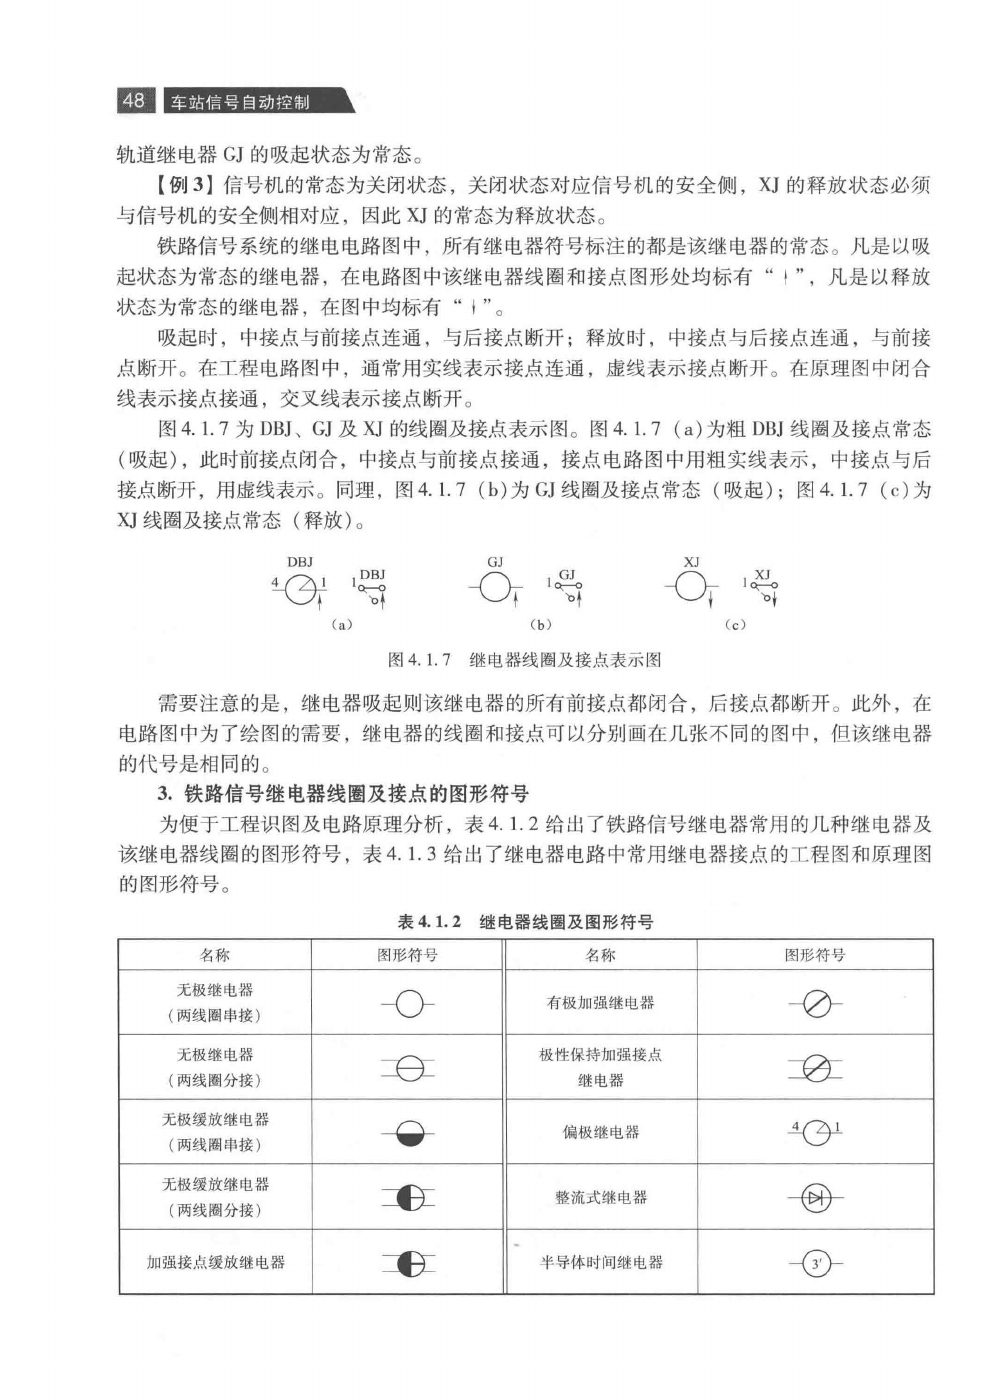 48 车站信号自动控制
轨道继电器 GJ 的吸起状态为常态。
【例 3】信号机的常态为关闭状态，关闭状态对应信号机的安全侧，XJ 的释放状态必须
与信号机的安全侧相对应，因此 XJ 的常态为释放状态。
铁路信号系统的继电电路图中，所有继电器符号标注的都是该继电器的常态。凡是以吸
起状态为常态的继电器，在电路图中该继电器线圈和接点图形处均标有“↑”，凡是以释放
状态为常态的继电器，在图中均标有“↓”。
吸起时，中接点与前接点连通，与后接点断开；释放时，中接点与后接点连通，与前接
点断开。在工程电路图中，通常用实线表示接点连通，虚线表示接点断开。在原理图中闭合
线表示接点接通，交叉线表示接点断开。
图 4.1.7 为 DBJ、GJ 及 XJ 的线圈及接点表示图。图 4.1.7 (a)为粗 DBJ 线圈及接点常态
（吸起），此时前接点闭合，中接点与前接点接通，接点电路图中用粗实线表示，中接点与后
接点断开，用虚线表示。同理，图 4.1.7 (b)为 GJ 线圈及接点常态（吸起）；图 4.1.7 (c)为
XJ 线圈及接点常态（释放）。
DBJ GJ XJ
4 1 1 DBJ 1 GJ 1 XJ
(a) (b) (c)
图 4.1.7 继电器线圈及接点表示图
需要注意的是，继电器吸起则该继电器的所有前接点都闭合，后接点都断开。此外，在
电路图中为了绘图的需要，继电器的线圈和接点可以分别画在几张不同的图中，但该继电器
的代号是相同的。
3. 铁路信号继电器线圈及接点的图形符号
为便于工程识图及电路原理分析，表 4.1.2 给出了铁路信号继电器常用的几种继电器及
该继电器线圈的图形符号，表 4.1.3 给出了继电器电路中常用继电器接点的工程图和原理图
的图形符号。
表 4.1.2 继电器线圈及图形符号
名称 图形符号 名称 图形符号
无极继电器
（两线圈串接）
有极加强继电器
无极继电器
（两线圈分接）
极性保持加强接点
继电器
无极缓放继电器
（两线圈串接）
偏极继电器
4 1
无极缓放继电器
（两线圈分接）
整流式继电器
加强接点缓放继电器
半导体时间继电器
3′